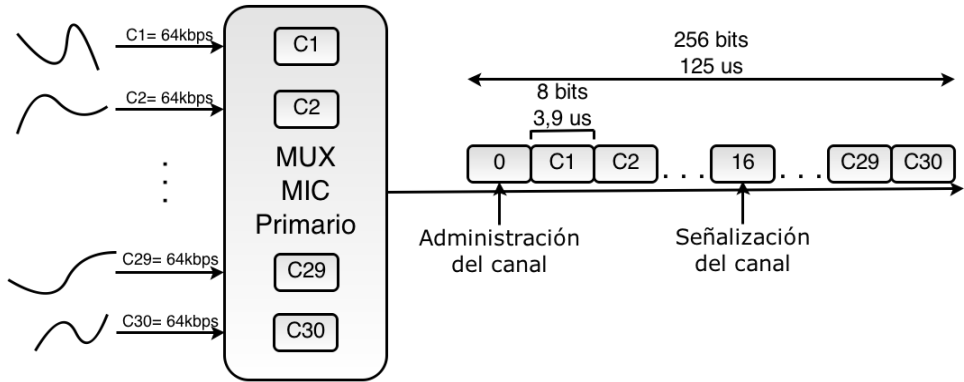 C1= 64kbps
C2= 64kbps
C29= 64kbps
C30= 64kbps
C1
C2
MUX
MIC
Primario
C29
C30
256 bits
125 us
8 bits
3,9 us
0 C1 C2 . . . 16 . . . C29 C30
Administración
del canal
Señalización
del canal